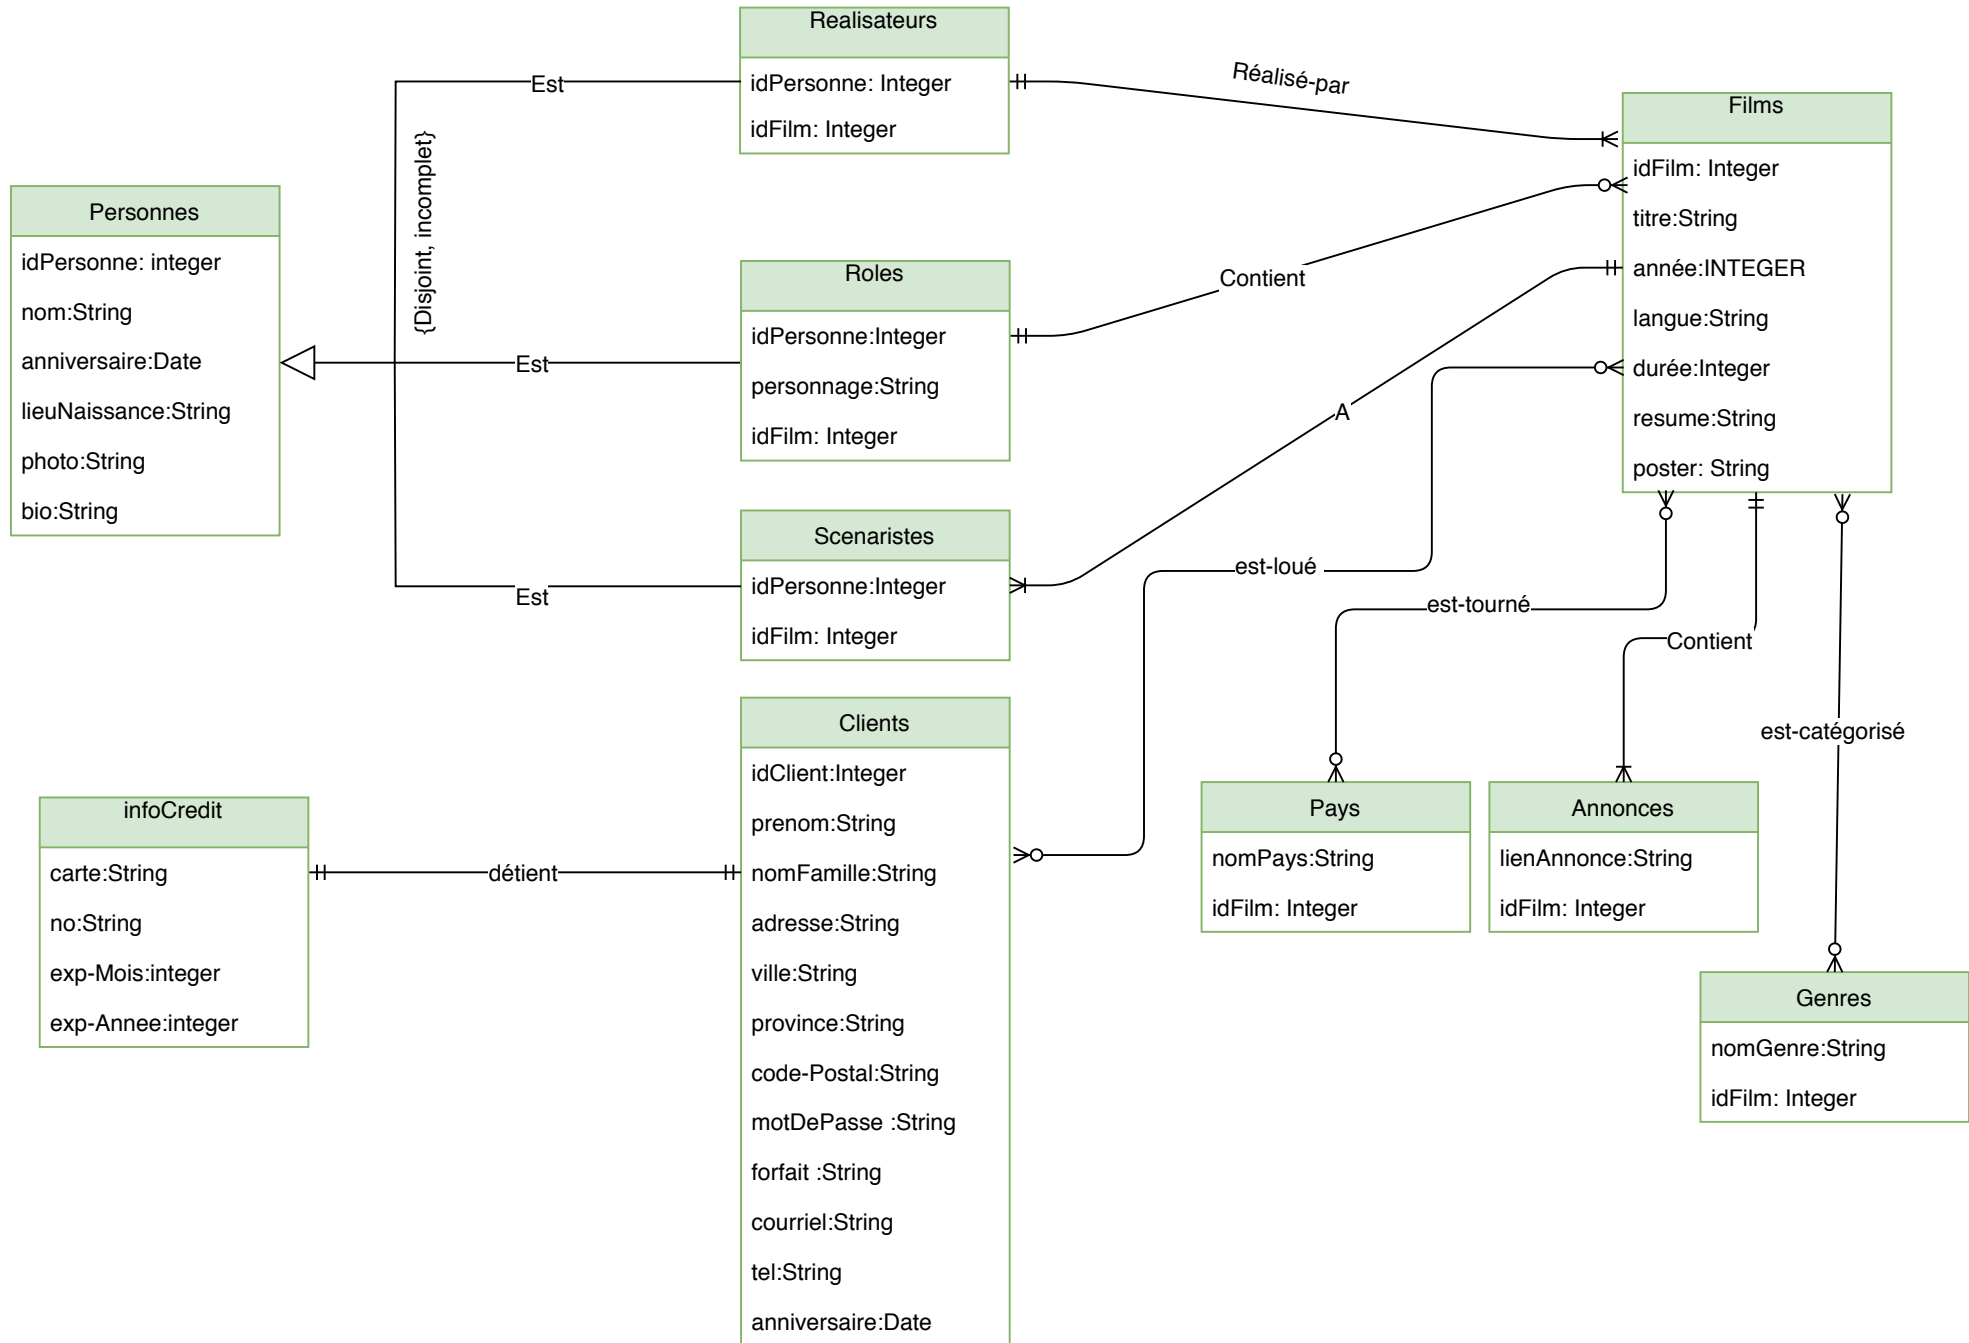 Realisateurs
idPersonne: Integer
idFilm: Integer
Est
Réalisé-par
Films
idFilm: Integer
titre:String
année:INTEGER
langue:String
durée:Integer
resume:String
poster: String
{Disjoint, incomplet}
Personnes
idPersonne: integer
nom:String
anniversaire:Date
lieuNaissance:String
photo:String
bio:String
Est
Roles
idPersonne:Integer
personnage:String
idFilm: Integer
Contient
A
Est
Scenaristes
idPersonne:Integer
idFilm: Integer
est-loué
est-tourné
Contient
est-catégorisé
infoCredit
carte:String
no:String
exp-Mois:integer
exp-Annee:integer
détient
Clients
idClient:Integer
prenom:String
nomFamille:String
adresse:String
ville:String
province:String
code-Postal:String
motDePasse :String
forfait :String
courriel:String
tel:String
anniversaire:Date
Pays
nomPays:String
idFilm: Integer
Annonces
lienAnnonce:String
idFilm: Integer
Genres
nomGenre:String
idFilm: Integer